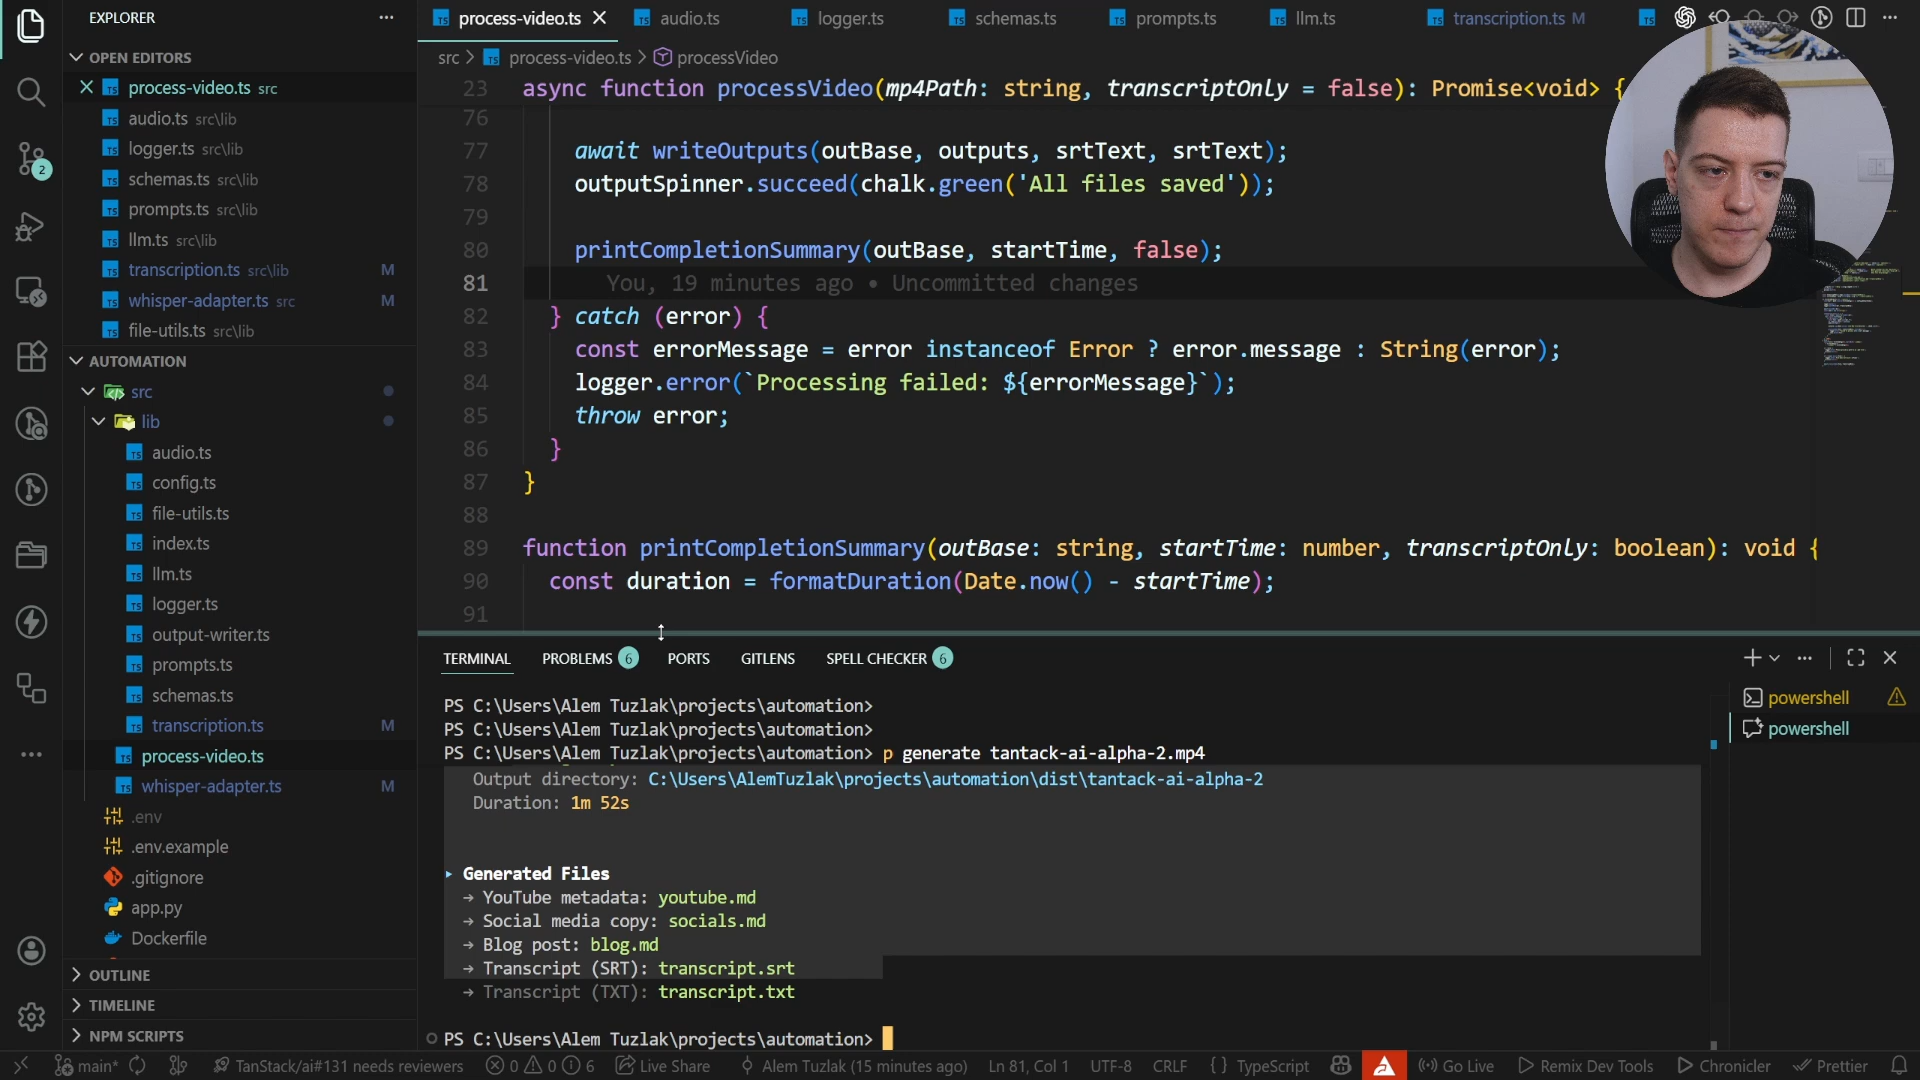 EXPLORER
OPEN EDITORS
process-video.ts src
audio.ts src\lib
logger.ts src\lib
schemas.ts src\lib
prompts.ts src\lib
llm.ts src\lib
transcription.ts src\lib M
whisper-adapter.ts src M
file-utils.ts src\lib
AUTOMATION
src
lib
audio.ts
config.ts
file-utils.ts
index.ts
llm.ts
logger.ts
output-writer.ts
prompts.ts
schemas.ts
transcription.ts M
process-video.ts
whisper-adapter.ts M
.env
.env.example
.gitignore
app.py
Dockerfile
OUTLINE
TIMELINE
NPM SCRIPTS
2
process-video.ts audio.ts logger.ts schemas.ts prompts.ts llm.ts transcription.ts M
src > process-video.ts > processVideo
23 async function processVideo(mp4Path: string, transcriptOnly = false): Promise<void> {
76
77 await writeOutputs(outBase, outputs, srtText, srtText);
78 outputSpinner.succeed(chalk.green('All files saved'));
79
80 printCompletionSummary(outBase, startTime, false);
81 You, 19 minutes ago • Uncommitted changes
82 } catch (error) {
83 const errorMessage = error instanceof Error ? error.message : String(error);
84 logger.error(`Processing failed: ${errorMessage}`);
85 throw error;
86 }
87 }
88
89 function printCompletionSummary(outBase: string, startTime: number, transcriptOnly: boolean): void {
90 const duration = formatDuration(Date.now() - startTime);
91
TERMINAL PROBLEMS 6 PORTS GITLENS SPELL CHECKER 6
PS C:\Users\Alem Tuzlak\projects\automation>
PS C:\Users\Alem Tuzlak\projects\automation>
PS C:\Users\Alem Tuzlak\projects\automation> p generate tantack-ai-alpha-2.mp4
Output directory: C:\Users\AlemTuzlak\projects\automation\dist\tantack-ai-alpha-2
Duration: 1m 52s
▸ Generated Files
→ YouTube metadata: youtube.md
→ Social media copy: socials.md
→ Blog post: blog.md
→ Transcript (SRT): transcript.srt
→ Transcript (TXT): transcript.txt
PS C:\Users\Alem Tuzlak\projects\automation>
powershell
powershell
main* TanStack/ai#131 needs reviewers 0 0 6 Live Share Alem Tuzlak (15 minutes ago) Ln 81, Col 1 UTF-8 CRLF { } TypeScript Go Live Remix Dev Tools Chronicler Prettier